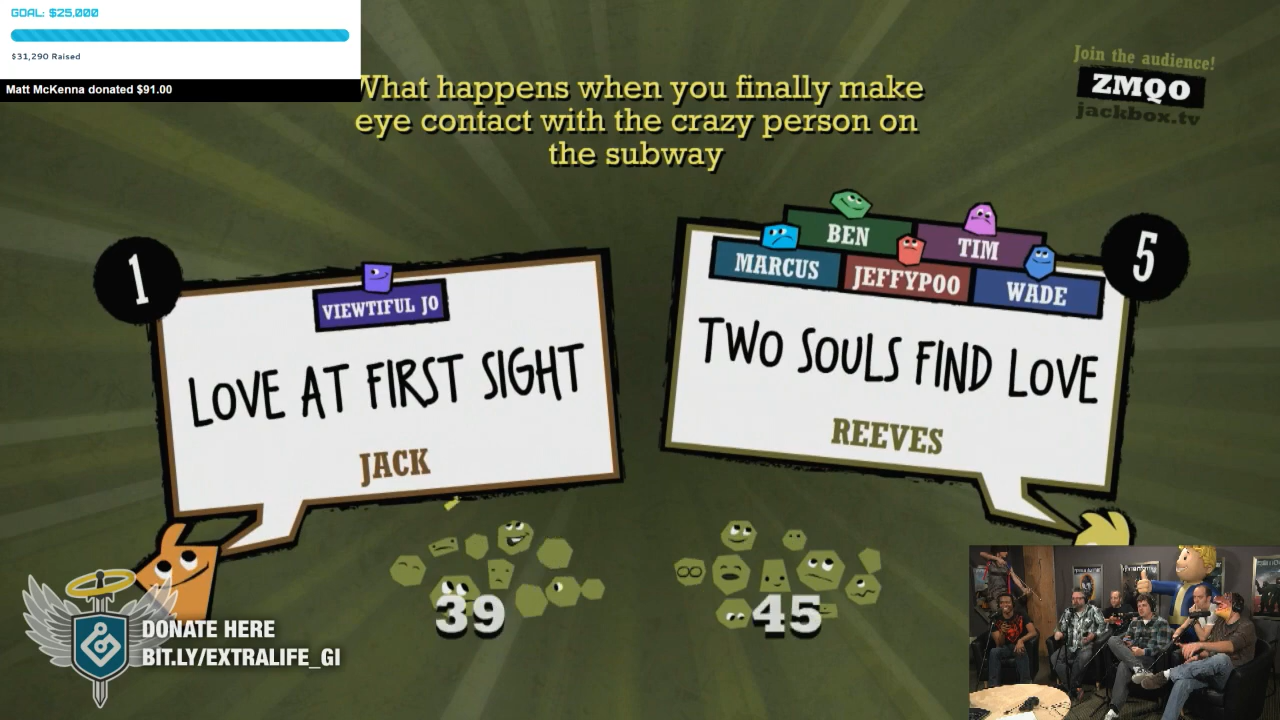 GOAL: $25,000
$31,290 Raised
Matt McKenna donated $91.00
What happens when you finally make
eye contact with the crazy person on
the subway
Join the audience!
ZMQO
jackbox.tv
1
VIEWTIFUL JO
LOVE AT FIRST SIGHT
JACK
BEN
TIM
MARCUS
JEFFYPOO
WADE
5
TWO SOULS FIND LOVE
REEVES
39
45
DONATE HERE
BIT.LY/EXTRALIFE_GI